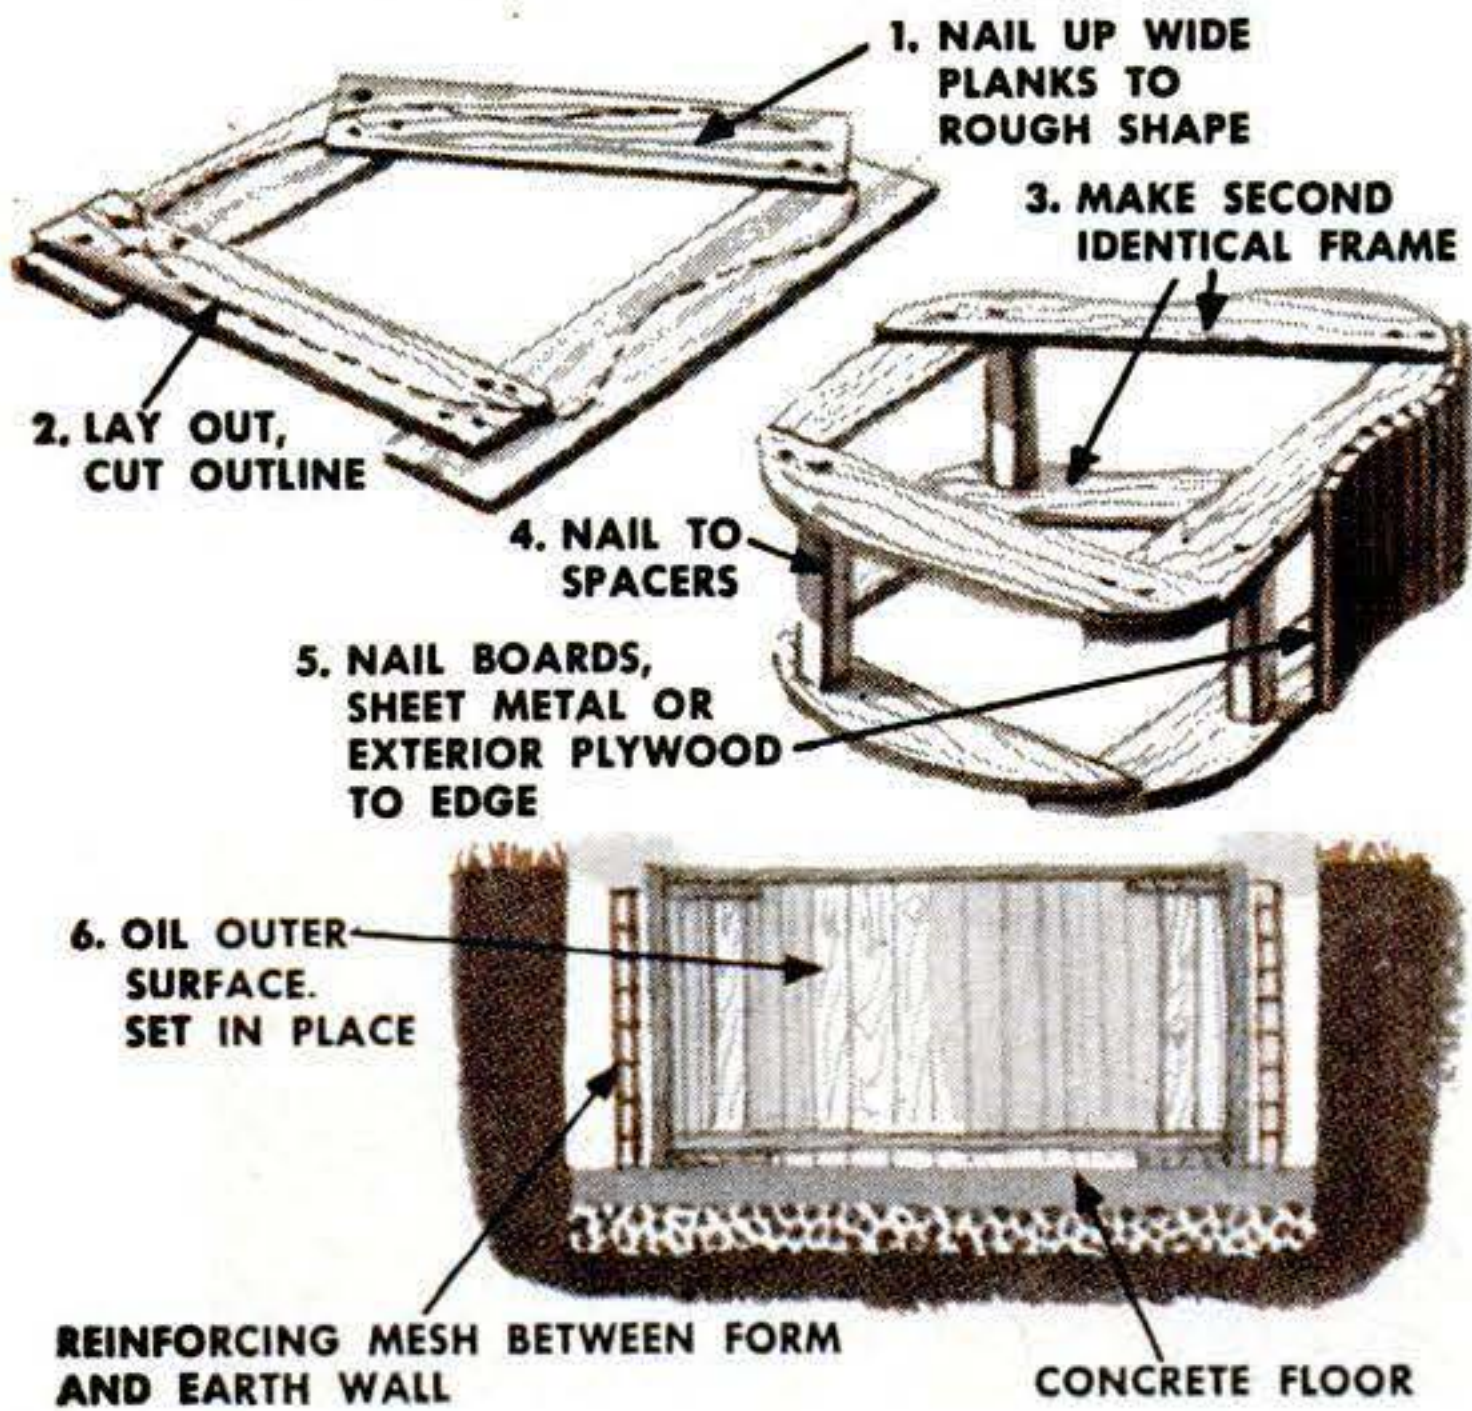 1. NAIL UP WIDE
PLANKS TO
ROUGH SHAPE
2. LAY OUT,
CUT OUTLINE
3. MAKE SECOND
IDENTICAL FRAME
4. NAIL TO
SPACERS
5. NAIL BOARDS,
SHEET METAL OR
EXTERIOR PLYWOOD
TO EDGE
6. OIL OUTER
SURFACE.
SET IN PLACE
REINFORCING MESH BETWEEN FORM
AND EARTH WALL
CONCRETE FLOOR